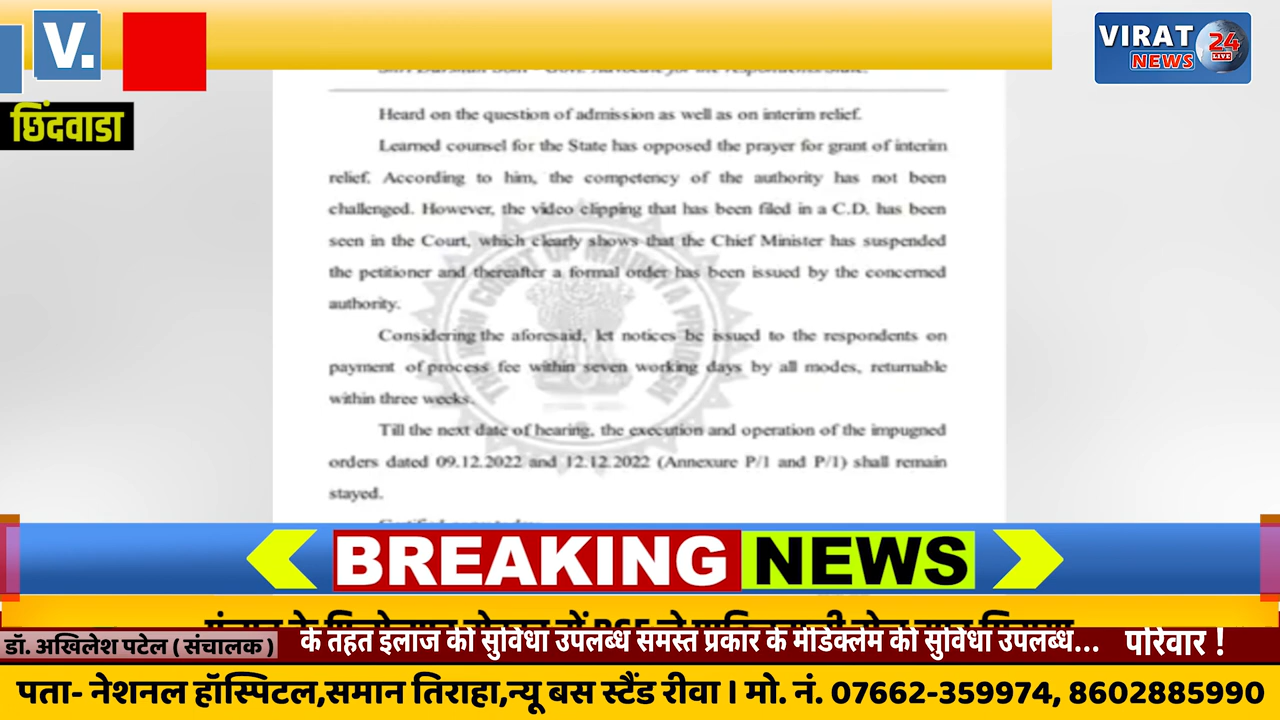 V.
VIRAT
24
NEWS
LIVE
छिंदवाडा
Heard on the question of admission as well as on interim relief.
Learned counsel for the State has opposed the prayer for grant of interim
relief. According to him, the competency of the authority has not been
challenged. However, the video clipping that has been filed in a C.D. has been
seen in the Court, which clearly shows that the Chief Minister has suspended
the petitioner and thereafter a formal order has been issued by the concerned
authority.
Considering the aforesaid, let notices be issued to the respondents on
payment of process fee within seven working days by all modes, returnable
within three weeks.
Till the next date of hearing, the execution and operation of the impugned
orders dated 09.12.2022 and 12.12.2022 (Annexure P/1 and P/1) shall remain
stayed.
BREAKING NEWS
डॉ. अखिलेश पटेल ( संचालक )
के तहत इलाज की सुविधा उपलब्ध समस्त प्रकार के मेडिक्लेम की सुविधा उपलब्ध... परिवार !
पता- नेशनल हॉस्पिटल,समान तिराहा,न्यू बस स्टैंड रीवा । मो. नं. 07662-359974, 8602885990